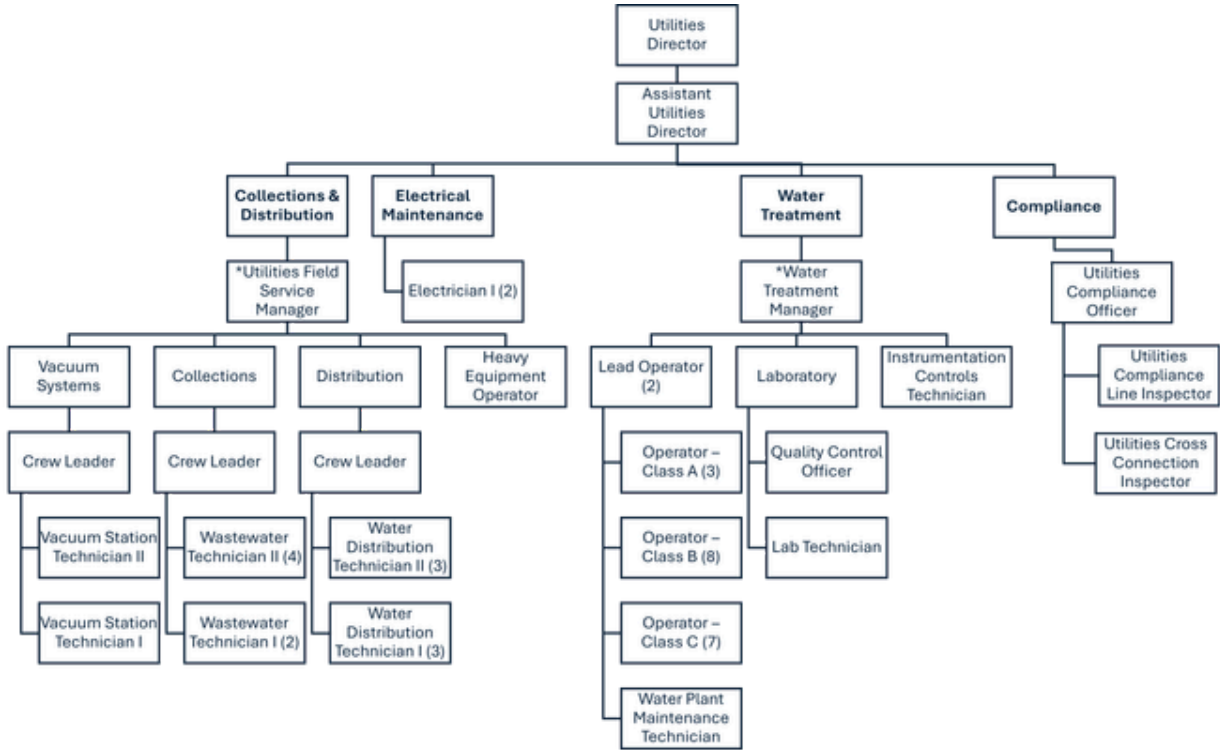 Utilities
Director
Assistant
Utilities
Director
Collections &
Distribution
Electrical
Maintenance
Water
Treatment
Compliance
*Utilities Field
Service
Manager
Electrician I (2)
*Water
Treatment
Manager
Utilities
Compliance
Officer
Vacuum
Systems
Collections
Distribution
Heavy
Equipment
Operator
Lead Operator
(2)
Laboratory
Instrumentation
Controls
Technician
Utilities
Compliance
Line Inspector
Crew Leader
Crew Leader
Crew Leader
Operator –
Class A (3)
Quality Control
Officer
Utilities Cross
Connection
Inspector
Vacuum Station
Technician II
Wastewater
Technician II (4)
Water
Distribution
Technician II (3)
Operator –
Class B (8)
Lab Technician
Vacuum Station
Technician I
Wastewater
Technician I (2)
Water
Distribution
Technician I (3)
Operator –
Class C (7)
Water Plant
Maintenance
Technician